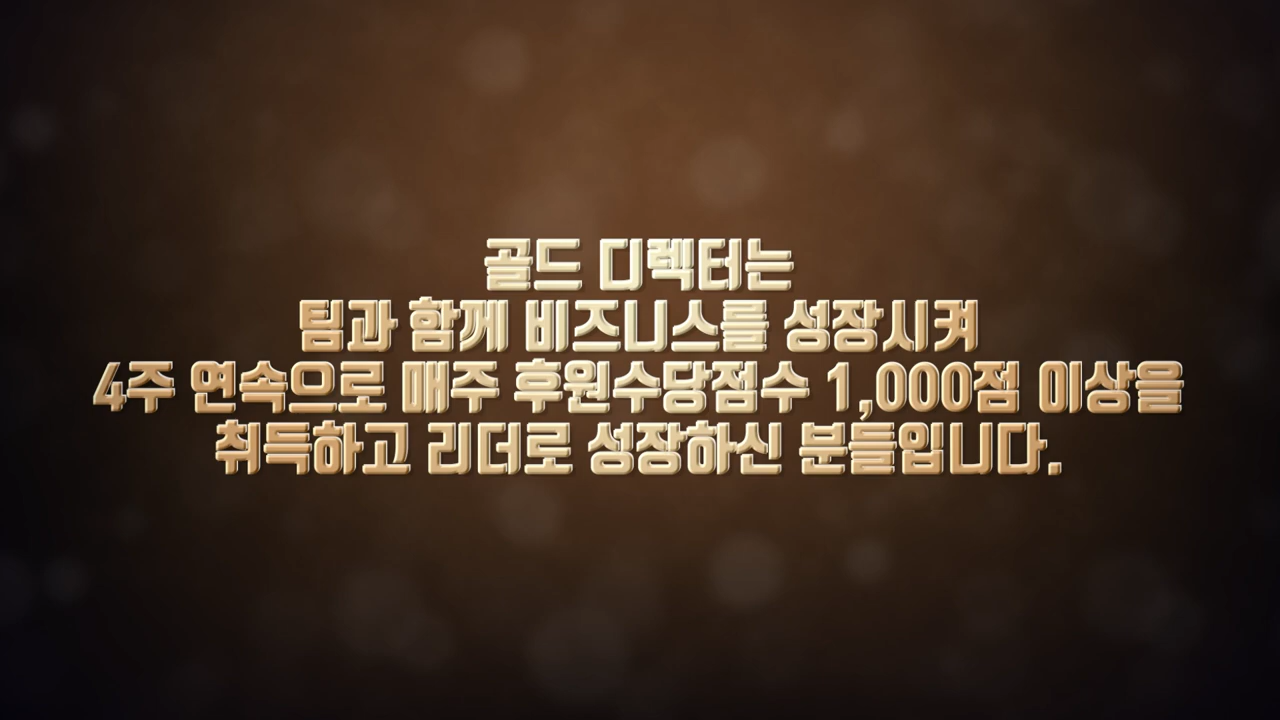 골드 디렉터는
팀과 함께 비즈니스를 성장시켜
4주 연속으로 매주 후원수당점수 1,000점 이상을
취득하고 리더로 성장하신 분들입니다.